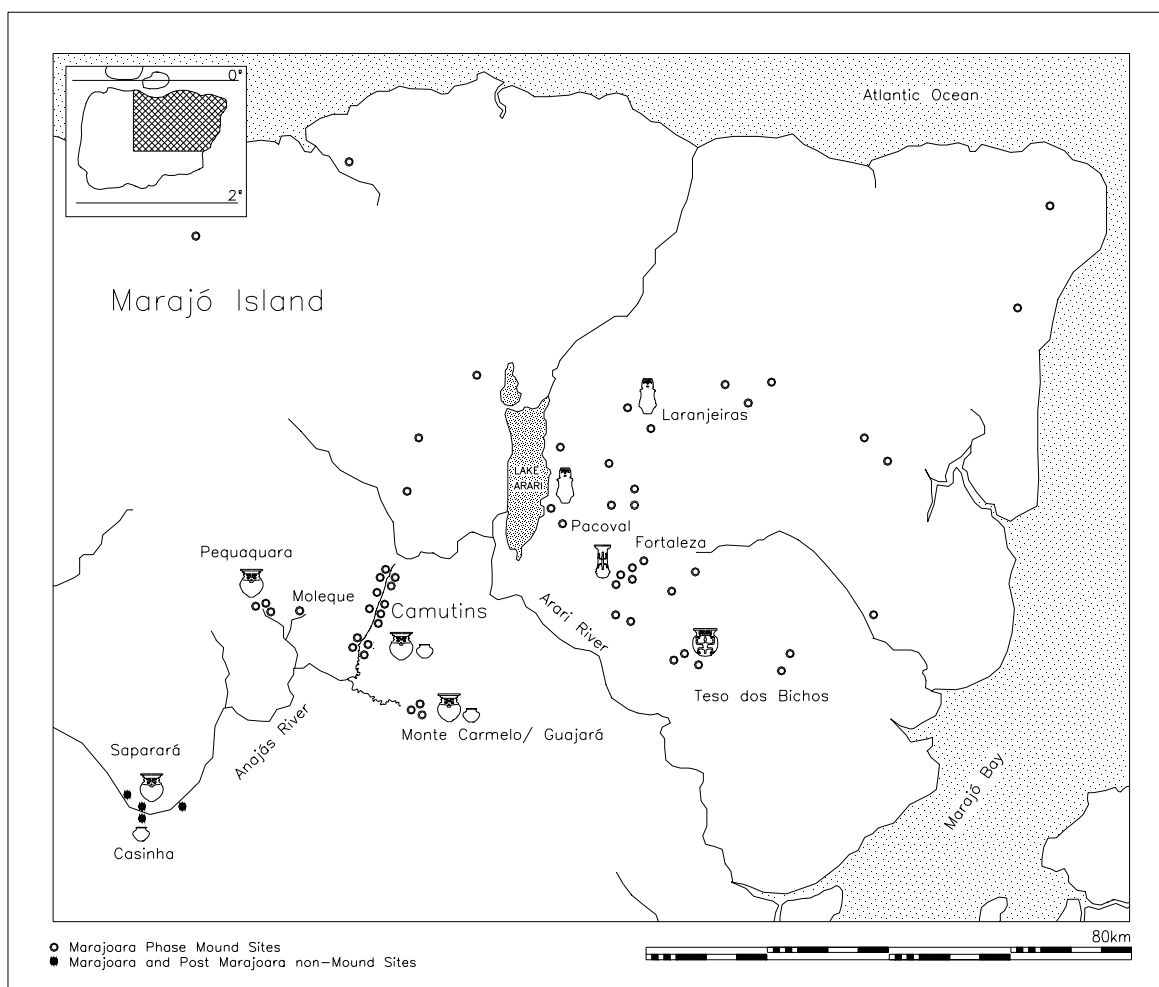 0°
Atlantic Ocean
2°
Marajó Island
Laranjeiras
LAKE
ARARI
Pacoval
Fortaleza
Pequaquara
Moleque
Camutins
Arari River
Teso dos Bichos
Monte Carmelo/ Guajará
Anajás River
Saparará
Marajó Bay
Casinha
80km
Marajoara Phase Mound Sites
Marajoara and Post Marajoara non-Mound Sites